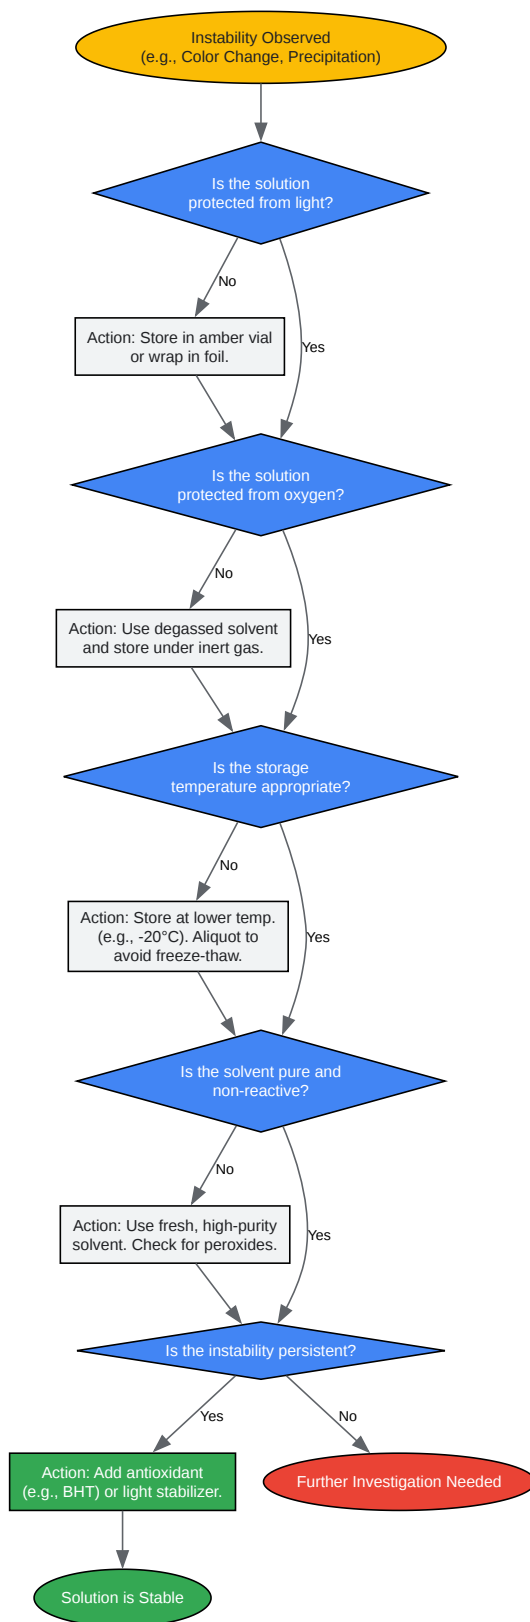 Instability Observed
(e.g., Color Change, Precipitation)
Is the solution
protected from light?
No
Yes
Action: Store in amber vial
or wrap in foil.
Is the solution
protected from oxygen?
No
Yes
Action: Use degassed solvent
and store under inert gas.
Is the storage
temperature appropriate?
No
Yes
Action: Store at lower temp.
(e.g., -20°C). Aliquot to
avoid freeze-thaw.
Is the solvent pure and
non-reactive?
No
Yes
Action: Use fresh, high-purity
solvent. Check for peroxides.
Is the instability persistent?
Yes
No
Action: Add antioxidant
(e.g., BHT) or light stabilizer.
Further Investigation Needed
Solution is Stable